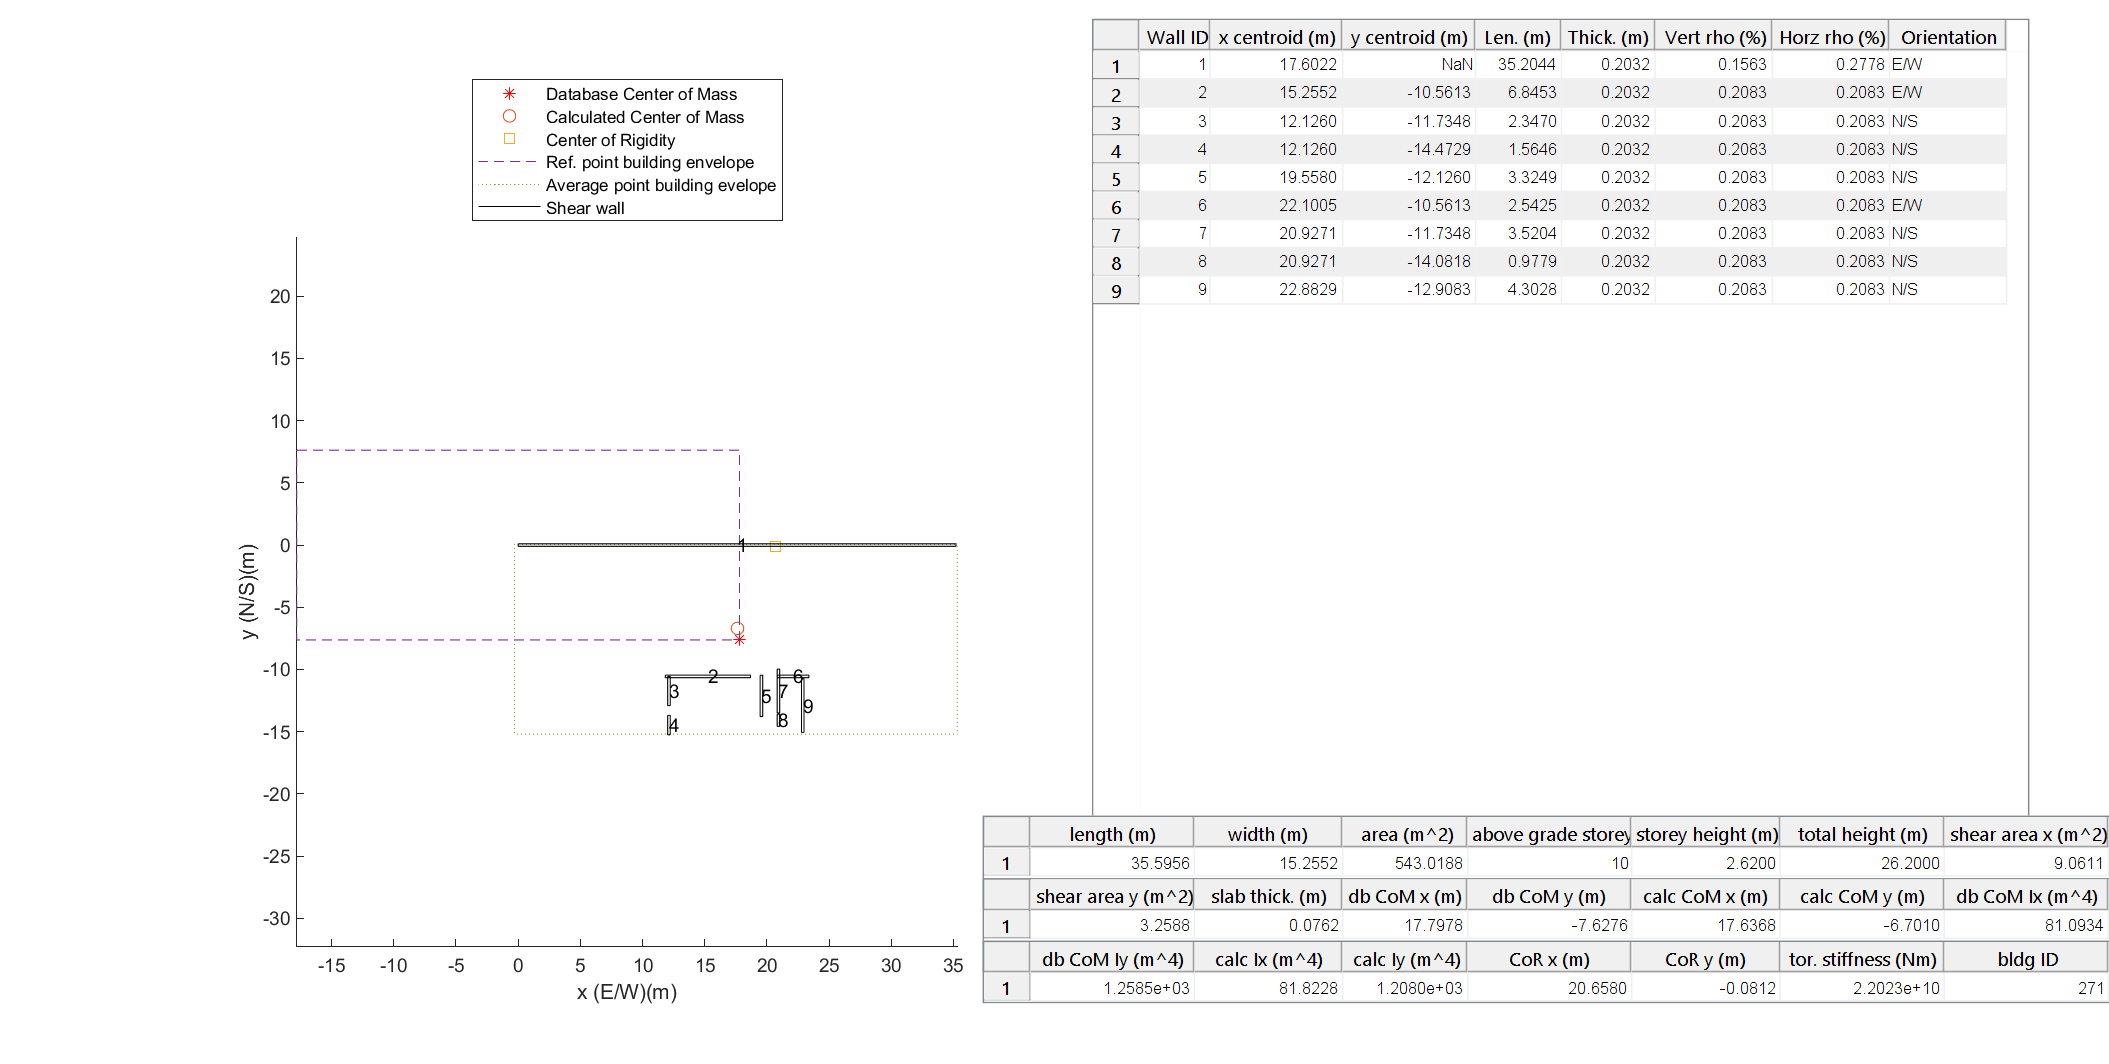 Database Center of Mass
Calculated Center of Mass
Center of Rigidity
Ref. point building envelope
Average point building evelope
Shear wall
20
15
10
5
0
-5
-10
-15
-20
-25
-30
y (N/S)(m)
1
2
6
3
5
7
9
4
8
-15 -10 -5 0 5 10 15 20 25 30 35
x (E/W)(m)
Wall ID x centroid (m) y centroid (m) Len. (m) Thick. (m) Vert rho (%) Horz rho (%) Orientation
1 1 17.6022 NaN 35.2044 0.2032 0.1563 0.2778 E/W
2 2 15.2552 -10.5613 6.8453 0.2032 0.2083 0.2083 E/W
3 3 12.1260 -11.7348 2.3470 0.2032 0.2083 0.2083 N/S
4 4 12.1260 -14.4729 1.5646 0.2032 0.2083 0.2083 N/S
5 5 19.5580 -12.1260 3.3249 0.2032 0.2083 0.2083 N/S
6 6 22.1005 -10.5613 2.5425 0.2032 0.2083 0.2083 E/W
7 7 20.9271 -11.7348 3.5204 0.2032 0.2083 0.2083 N/S
8 8 20.9271 -14.0818 0.9779 0.2032 0.2083 0.2083 N/S
9 9 22.8829 -12.9083 4.3028 0.2032 0.2083 0.2083 N/S
length (m) width (m) area (m^2) above grade storey storey height (m) total height (m) shear area x (m^2)
1 35.5956 15.2552 543.0188 10 2.6200 26.2000 9.0611
shear area y (m^2) slab thick. (m) db CoM x (m) db CoM y (m) calc CoM x (m) calc CoM y (m) db CoM Ix (m^4)
1 3.2588 0.0762 17.7978 -7.6276 17.6368 -6.7010 81.0934
db CoM Iy (m^4) calc Ix (m^4) calc Iy (m^4) CoR x (m) CoR y (m) tor. stiffness (Nm) bldg ID
1 1.2585e+03 81.8228 1.2080e+03 20.6580 -0.0812 2.2023e+10 271